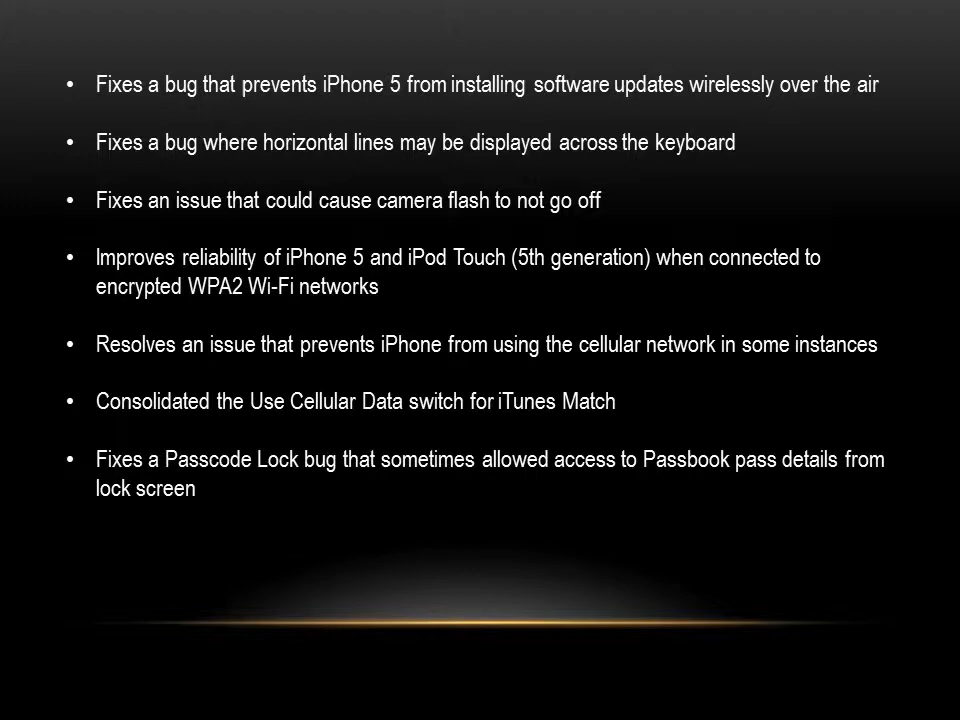 • Fixes a bug that prevents iPhone 5 from installing software updates wirelessly over the air
• Fixes a bug where horizontal lines may be displayed across the keyboard
• Fixes an issue that could cause camera flash to not go off
• Improves reliability of iPhone 5 and iPod Touch (5th generation) when connected to
encrypted WPA2 Wi-Fi networks
• Resolves an issue that prevents iPhone from using the cellular network in some instances
• Consolidated the Use Cellular Data switch for iTunes Match
• Fixes a Passcode Lock bug that sometimes allowed access to Passbook pass details from
lock screen